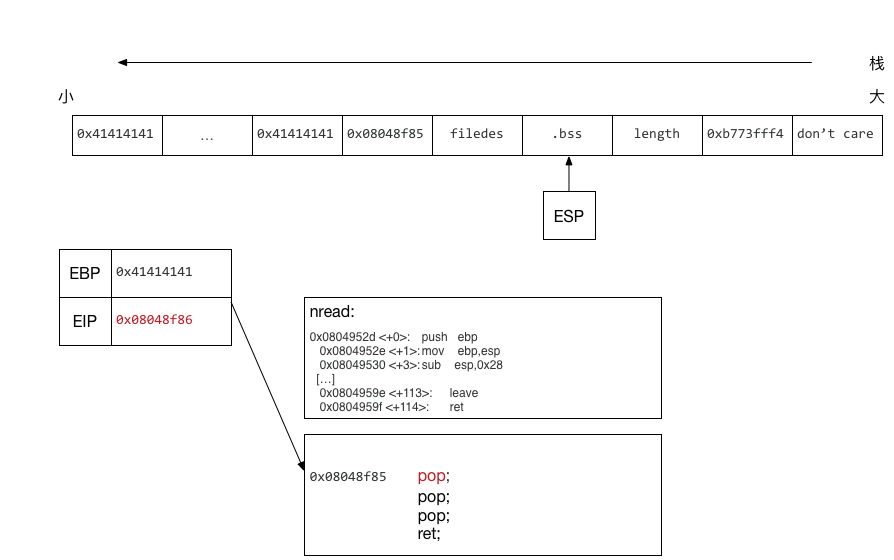 栈
小 大
0x41414141 ... 0x41414141 0x08048f85 filedes .bss length 0xb773fff4 don’t care
ESP
EBP 0x41414141
EIP 0x08048f86
nread:
0x0804952d <+0>: push ebp
0x0804952e <+1>: mov ebp,esp
0x08049530 <+3>: sub esp,0x28
[…]
0x0804959e <+113>: leave
0x0804959f <+114>: ret
0x08048f85 pop;
pop;
pop;
ret;